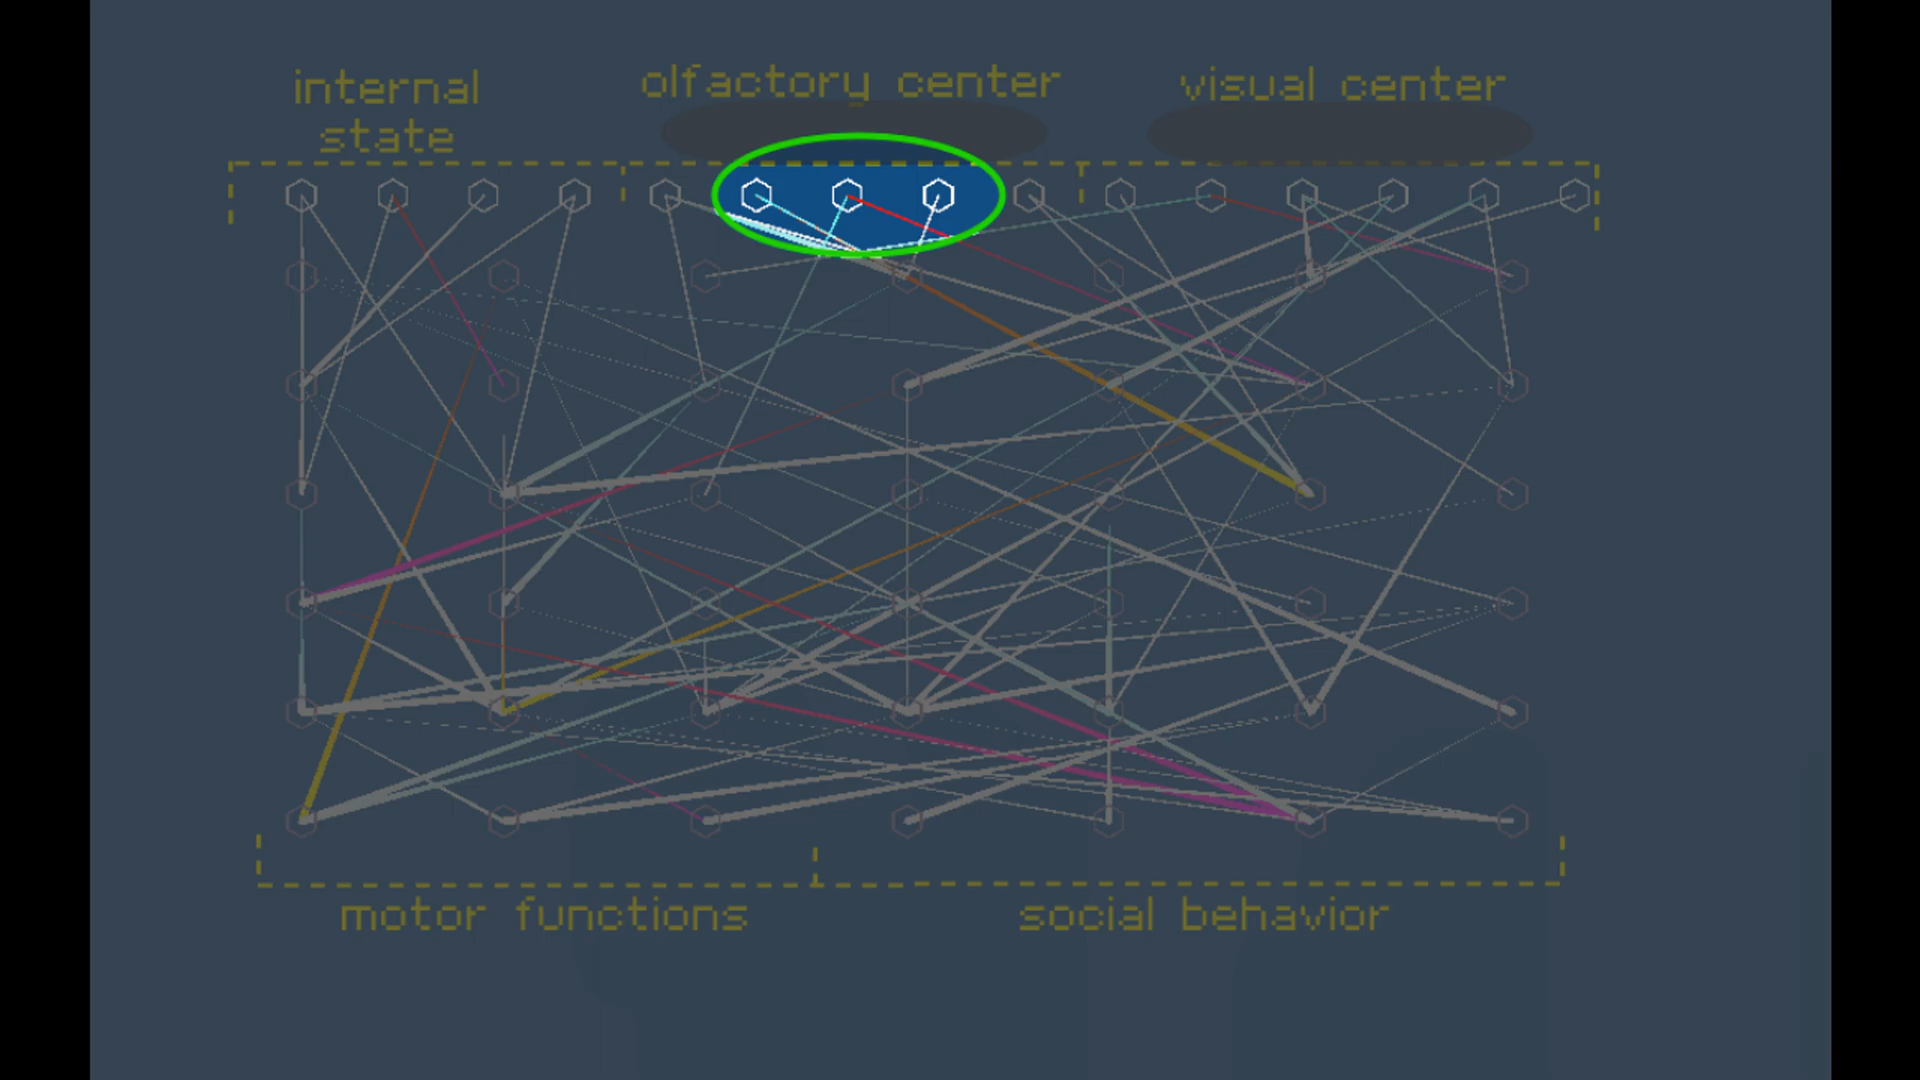 internal
state
olfactory center
visual center
motor functions
social behavior